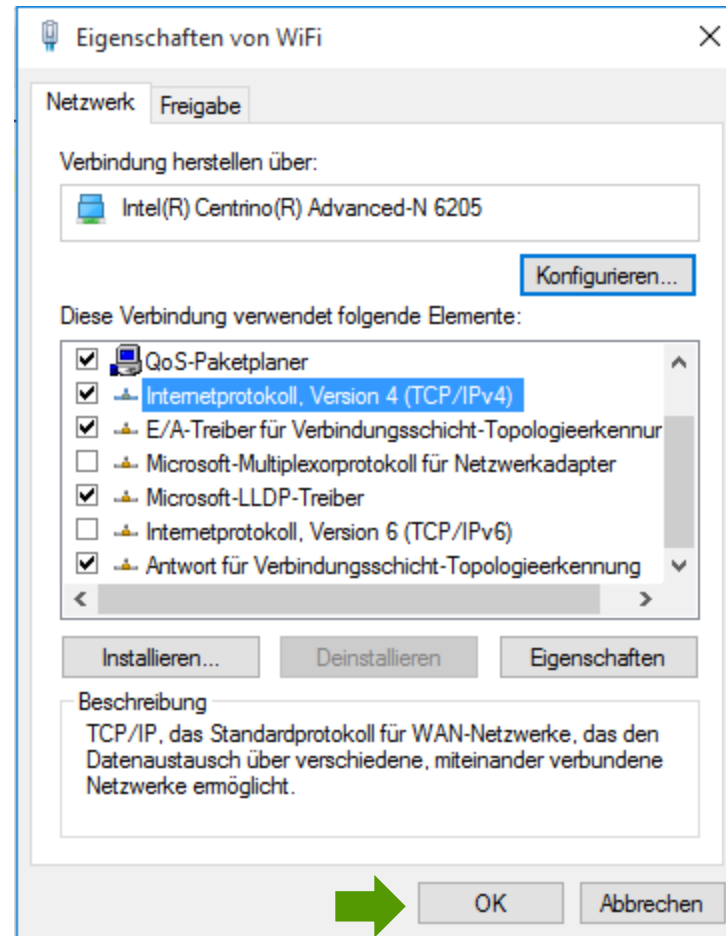 Eigenschaften von WiFi
Netzwerk
Freigabe
Verbindung herstellen über:
Intel(R) Centrino(R) Advanced-N 6205
Konfigurieren...
Diese Verbindung verwendet folgende Elemente:
QoS-Paketplaner
Internetprotokoll, Version 4 (TCP/IPv4)
E/A-Treiber für Verbindungsschicht-Topologieerkennur
Microsoft-Multiplexorprotokoll für Netzwerkadapter
Microsoft-LLDP-Treiber
Internetprotokoll, Version 6 (TCP/IPv6)
Antwort für Verbindungsschicht-Topologieerkennung
Installieren...
Deinstallieren
Eigenschaften
Beschreibung
TCP/IP, das Standardprotokoll für WAN-Netzwerke, das den
Datenaustausch über verschiedene, miteinander verbundene
Netzwerke ermöglicht.
OK
Abbrechen